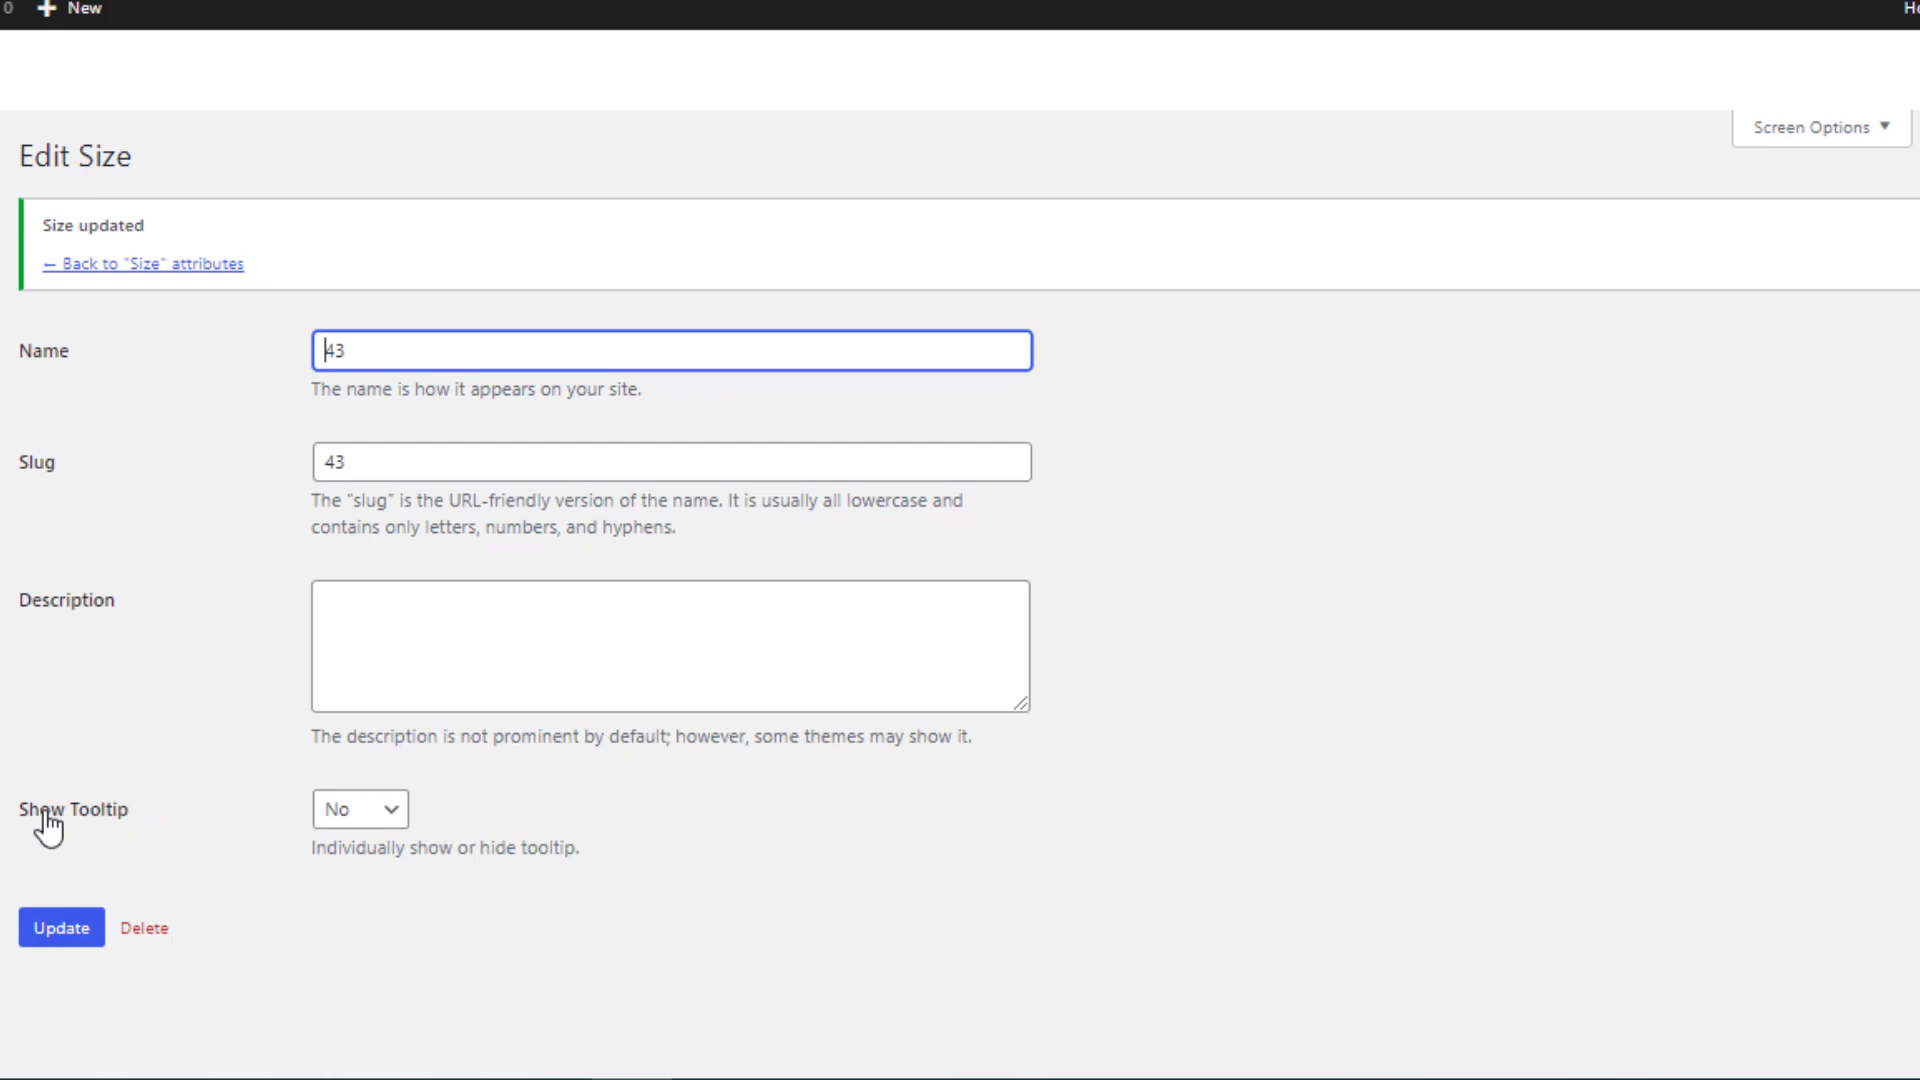 0 New
Screen Options
Edit Size
Size updated
← Back to "Size" attributes
Name
43
The name is how it appears on your site.
Slug
43
The “slug” is the URL-friendly version of the name. It is usually all lowercase and
contains only letters, numbers, and hyphens.
Description
The description is not prominent by default; however, some themes may show it.
Show Tooltip
No
Individually show or hide tooltip.
Update Delete